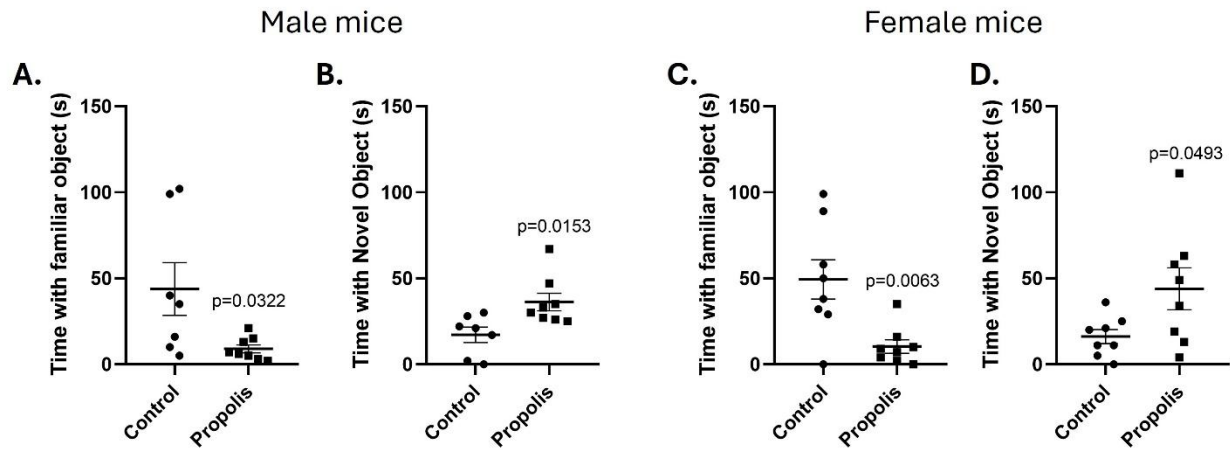 Male mice
Female mice
A.
Time with familiar object (s)
150
100
50
0
p=0.0322
Control
Propolis
B.
Time with Novel Object (s)
150
100
50
0
p=0.0153
Control
Propolis
C.
Time with familiar object (s)
150
100
50
0
p=0.0063
Control
Propolis
D.
Time with Novel Object (s)
150
100
50
0
p=0.0493
Control
Propolis